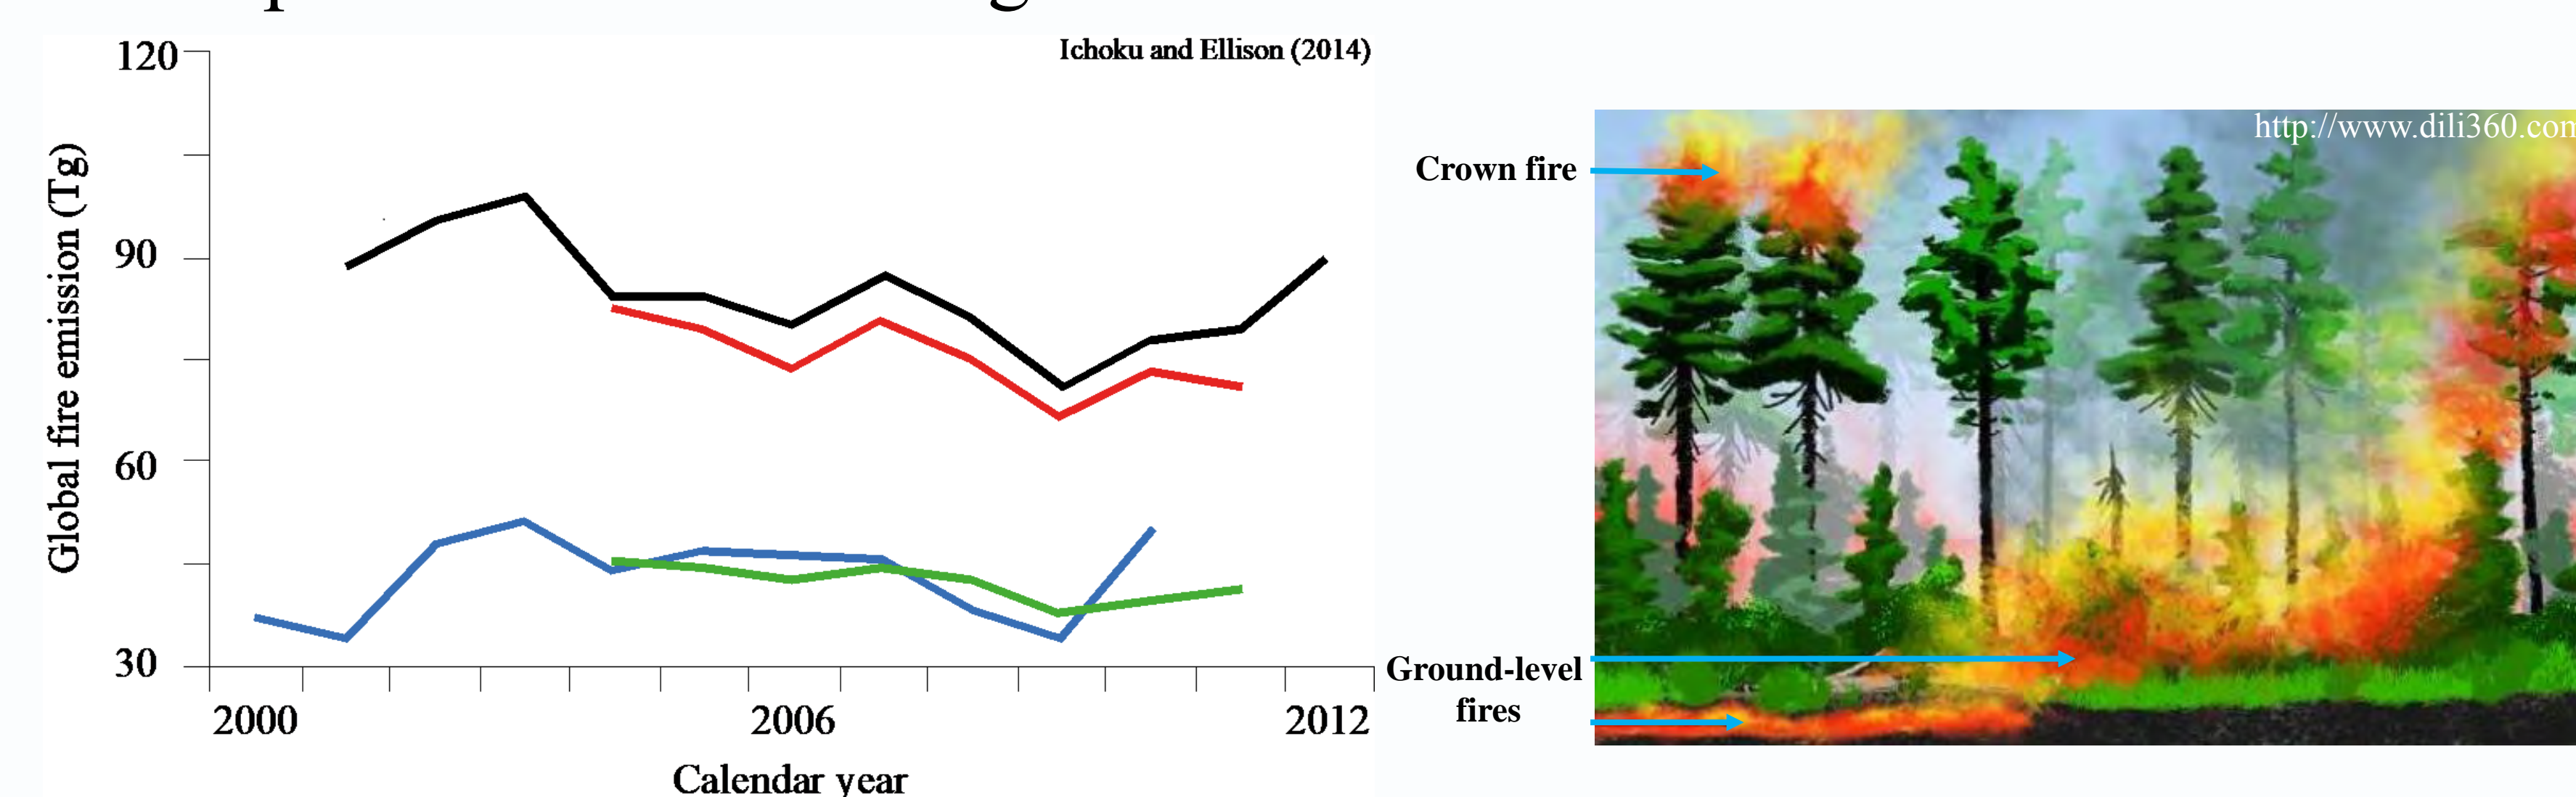 Ichoku and Ellison (2014)
120
90
60
30
Global fire emission (Tg)
2000
2006
2012
Calendar year
Crown fire
Ground-level
fires
http://www.dili360.com